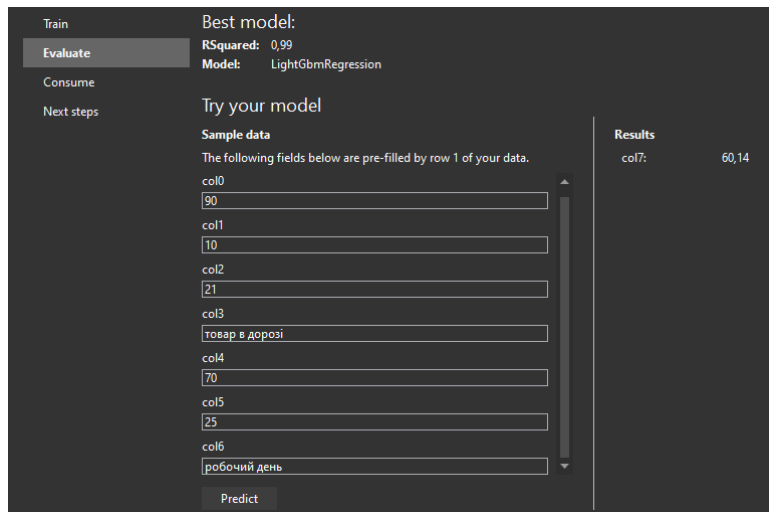 Train
Evaluate
Consume
Next steps
Best model:
RSquared: 0,99
Model: LightGbmRegression
Try your model
Sample data
The following fields below are pre-filled by row 1 of your data.
col0
90
col1
10
col2
21
col3
товар в дорозі
col4
70
col5
25
col6
робочий день
Predict
Results
col7: 60,14